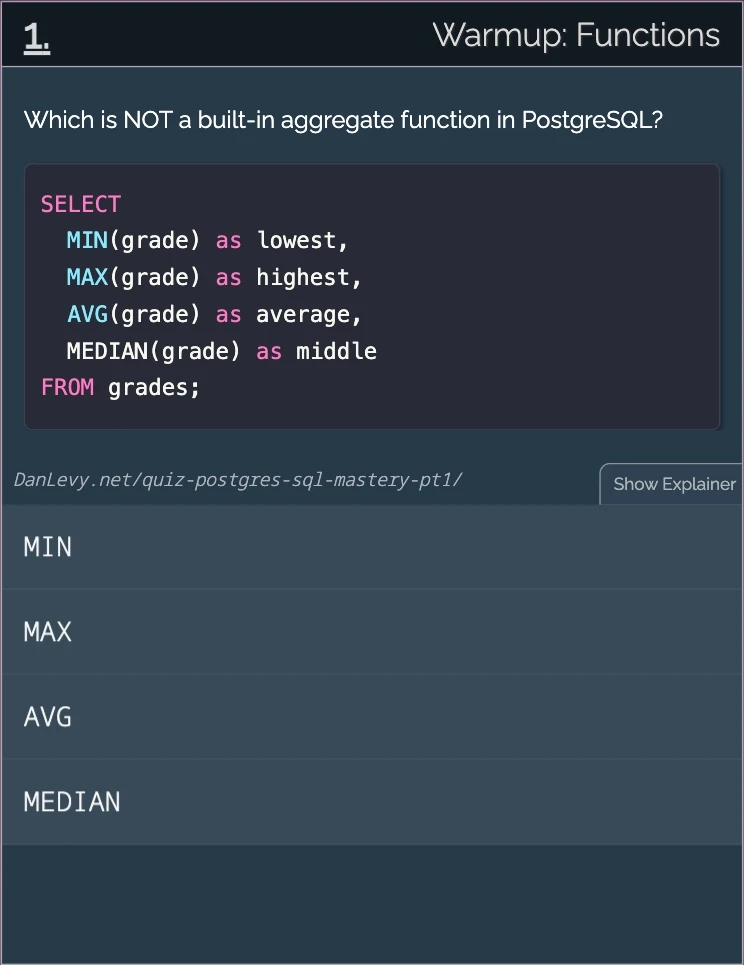 1.
Warmup: Functions
Which is NOT a built-in aggregate function in PostgreSQL?
SELECT
  MIN(grade) as lowest,
  MAX(grade) as highest,
  AVG(grade) as average,
  MEDIAN(grade) as middle
FROM grades;
DanLevy.net/quiz-postgres-sql-mastery-pt1/
Show Explainer
MIN
MAX
AVG
MEDIAN